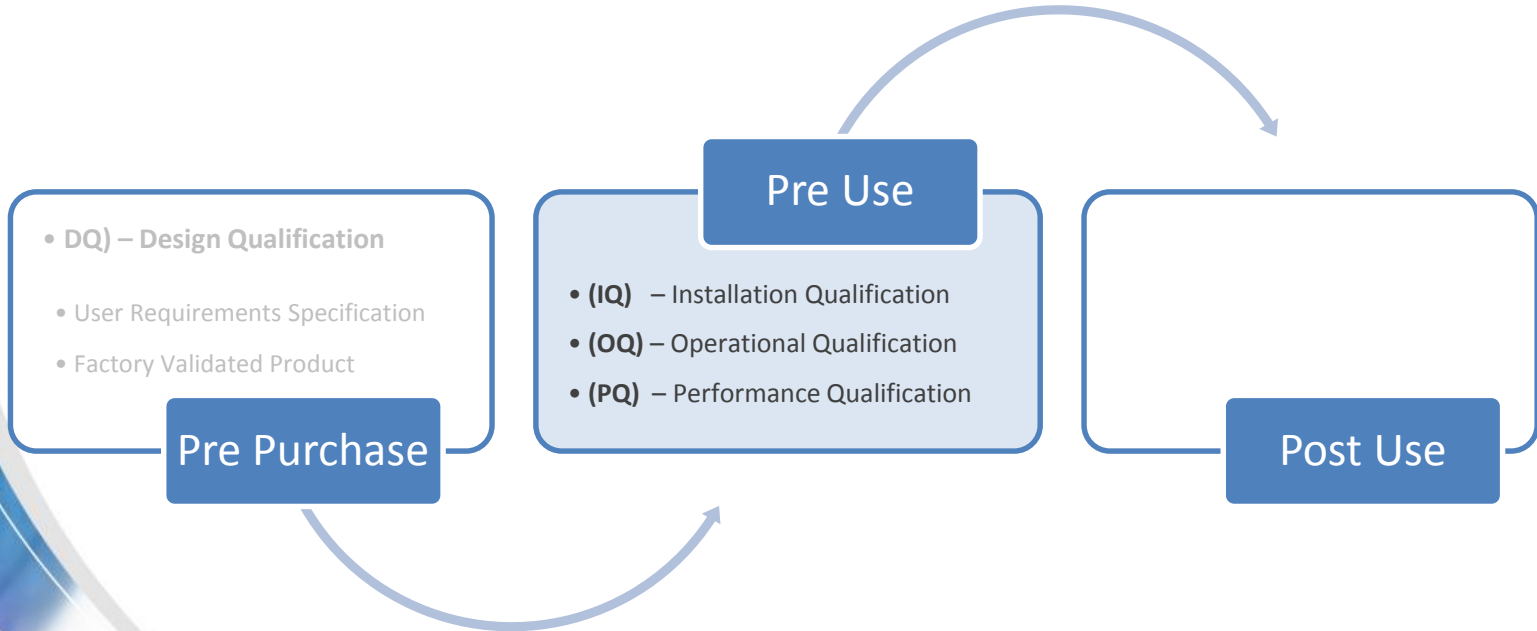 • DQ) – Design Qualification
• User Requirements Specification
• Factory Validated Product
Pre Purchase
Pre Use
• (IQ) – Installation Qualification
• (OQ) – Operational Qualification
• (PQ) – Performance Qualification
Post Use